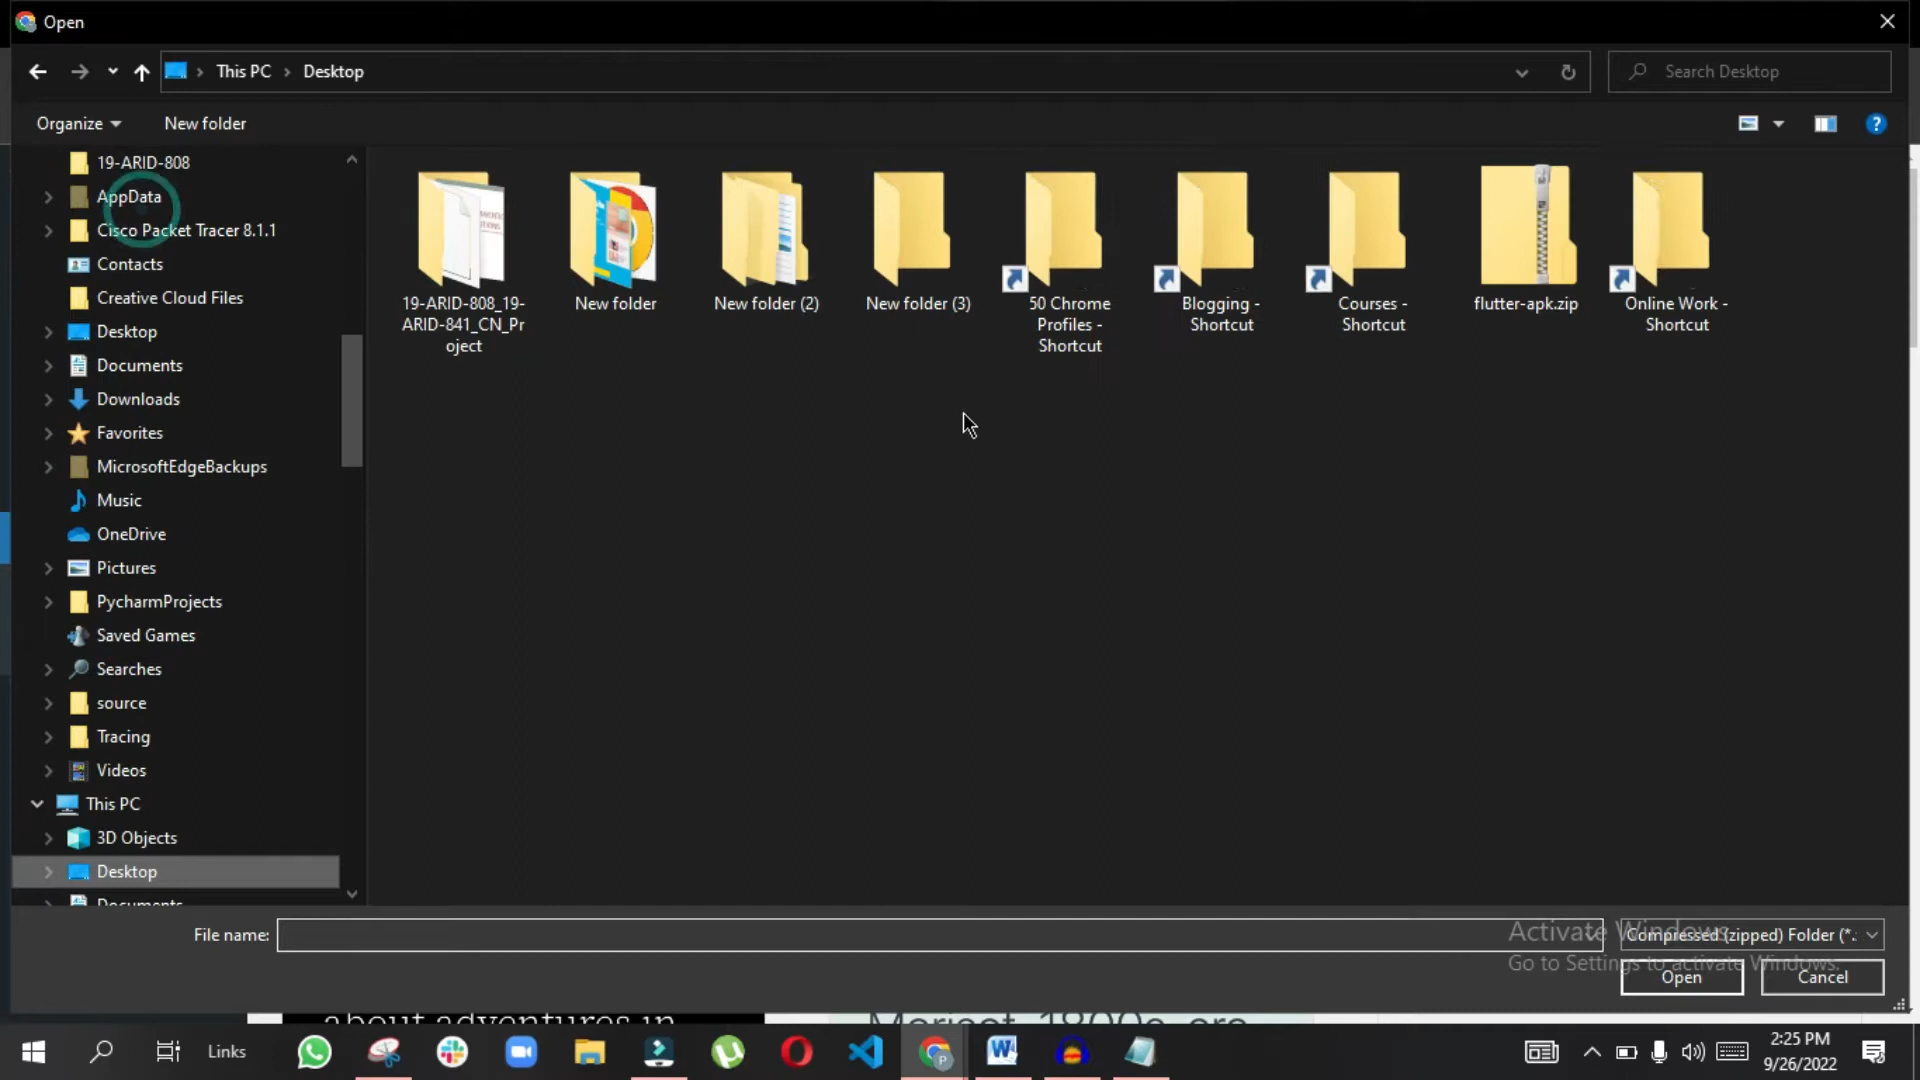 Open
This PC
Desktop
Search Desktop
Organize
New folder
19-ARID-808
AppData
Cisco Packet Tracer 8.1.1
Contacts
Creative Cloud Files
Desktop
Documents
Downloads
Favorites
MicrosoftEdgeBackups
Music
OneDrive
Pictures
PycharmProjects
Saved Games
Searches
source
Tracing
Videos
This PC
3D Objects
Desktop
Documents
19-ARID-808_19-
ARID-841_CN_Pr
oject
New folder
New folder (2)
New folder (3)
50 Chrome
Profiles -
Shortcut
Blogging -
Shortcut
Courses -
Shortcut
flutter-apk.zip
Online Work -
Shortcut
File name:
Compressed (zipped) Folder (*.
Activate Windows
Go to Settings to activate Windows.
Open
Cancel
about adventures in
Morisot, 1800s, ero
Links
2:25 PM
9/26/2022